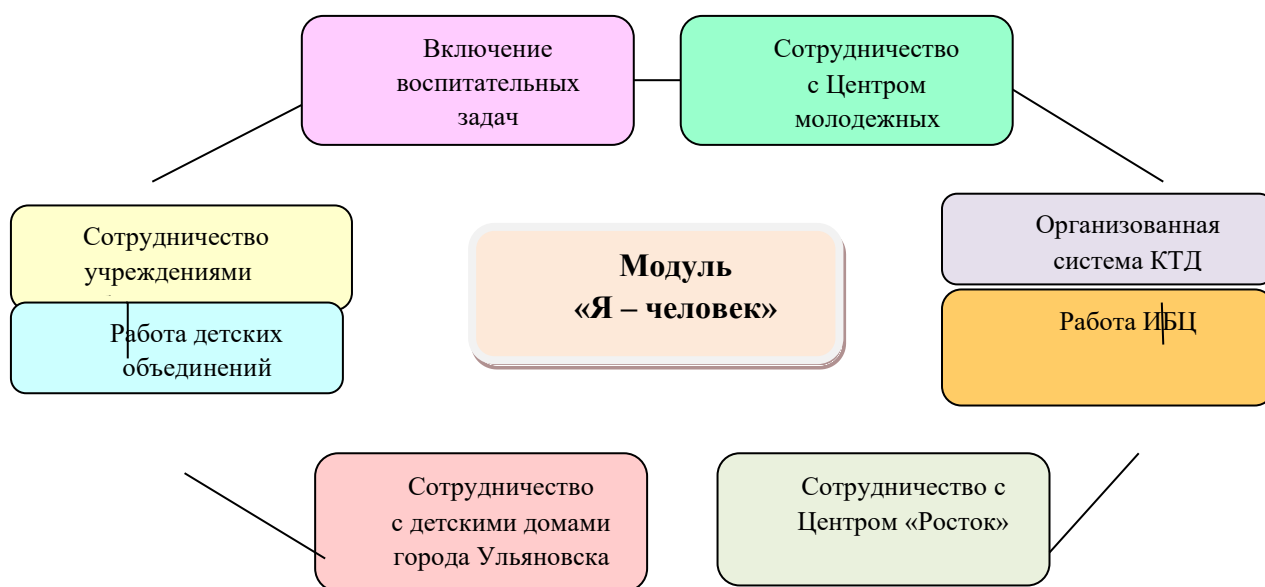 Включение
воспитательных
задач
Сотрудничество
с Центром
молодежных
Сотрудничество
учреждениями
Работа детских
объединений
Модуль
«Я – человек»
Организованная
система КТД
Работа ИБЦ
Сотрудничество
с детскими домами
города Ульяновска
Сотрудничество с
Центром «Росток»